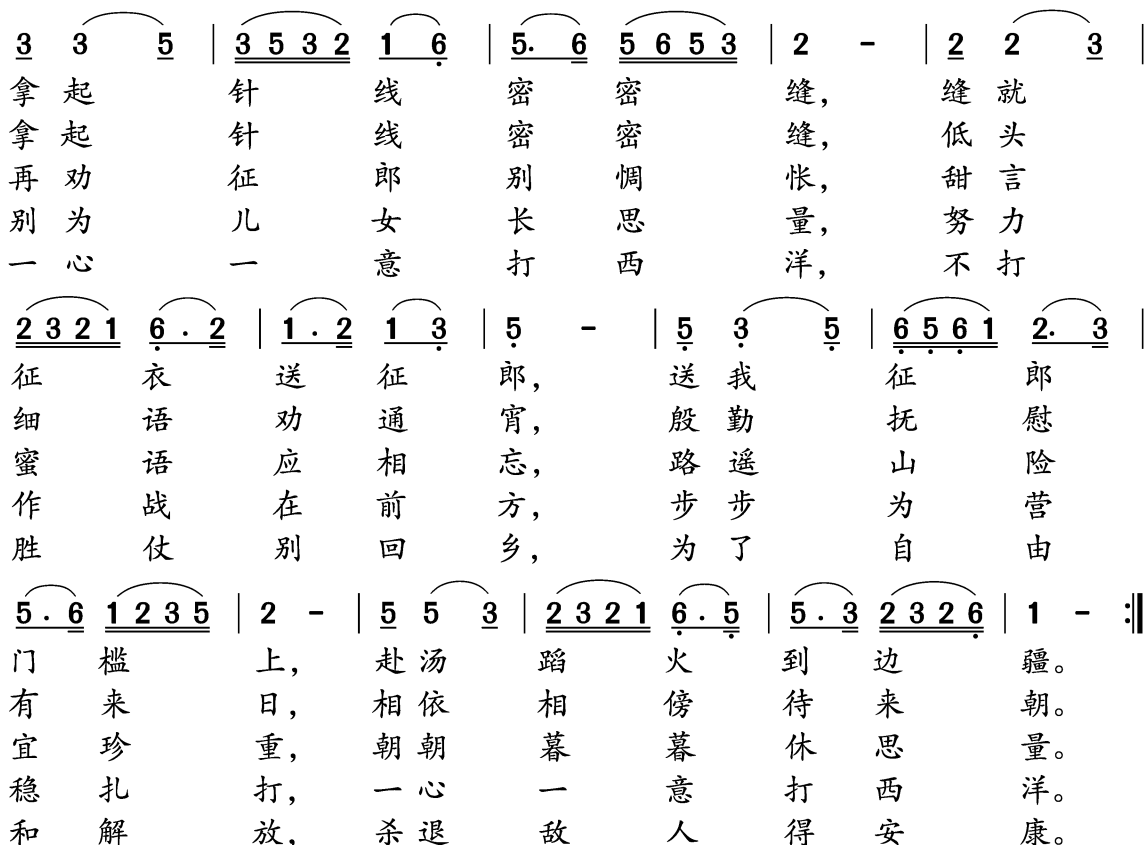 3 3 5 | 3 5 3 2 1 6 | 5. 6 5 6 5 3 | 2 - | 2 2 3 |
拿起 针 线 密 密 缝， 缝就
拿起 针 线 密 密 缝， 低头
再劝 征 郎 别 惆 怅， 甜言
别为 儿 女 长 思 量， 努力
一心 一 意 打 西 洋， 不打
2 3 2 1 6 . 2 | 1 . 2 1 3 | 5 - | 5 3 5 | 6 5 6 1 2. 3 |
征 衣 送 征 郎， 送我 征 郎
细 语 劝 通 宵， 殷勤 抚 慰
蜜 语 应 相 忘， 路遥 山 险
作 战 在 前 方， 步步 为 营
胜 仗 别 回 乡， 为了 自 由
5 . 6 1 2 3 5 | 2 - | 5 5 3 | 2 3 2 1 6 . 5 | 5 . 3 2 3 2 6 | 1 - :‖
门 槛 上， 赴汤 蹈 火 到 边 疆。
有 来 日， 相依 相 傍 待 来 朝。
宜 珍 重， 朝朝 暮 暮 休 思 量。
稳 扎 打， 一心 一 意 打 西 洋。
和 解 放， 杀退 敌 人 得 安 康。